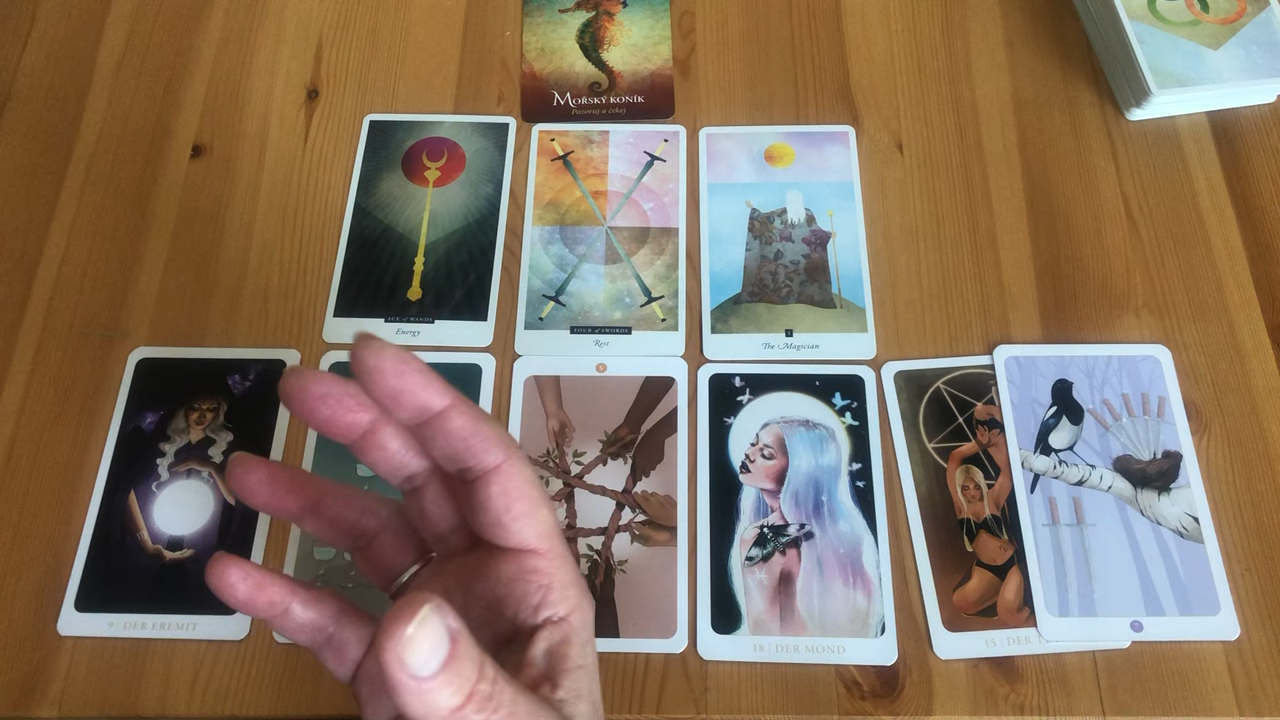 Mořský koník
Pozoruj a čekej
ACE of WANDS
Energy
FOUR of SWORDS
Rest
I
The Magician
5
9 | DER EREMIT
18 | DER MOND
15 | DER T